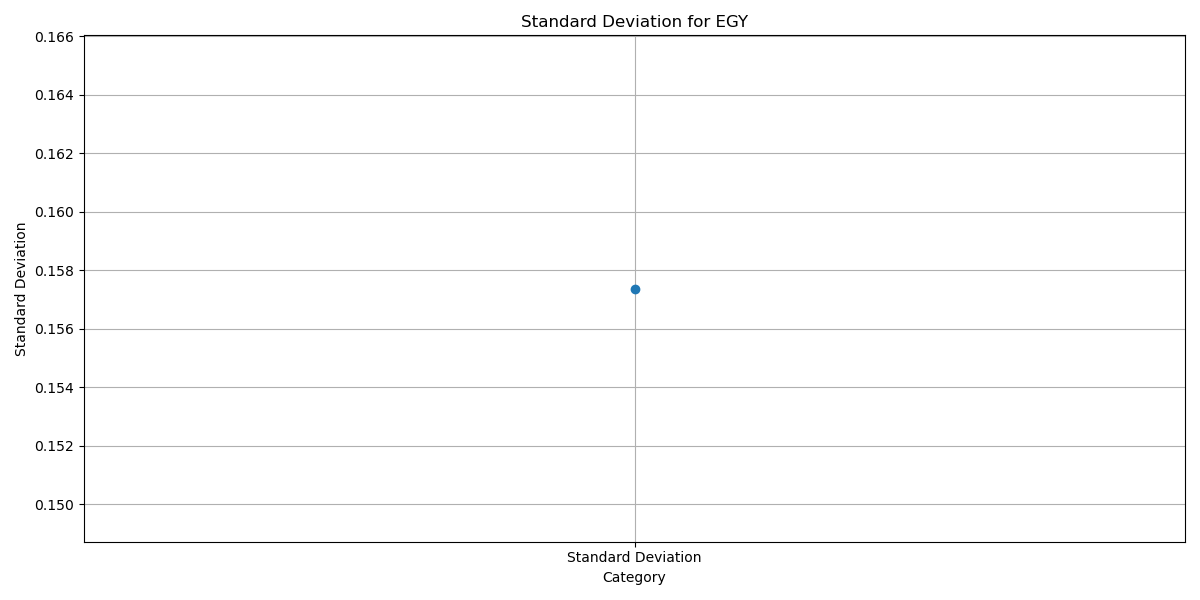 Standard Deviation for EGY
0.166
0.164
0.162
0.160
0.158
0.156
0.154
0.152
0.150
Standard Deviation
Standard Deviation
Category